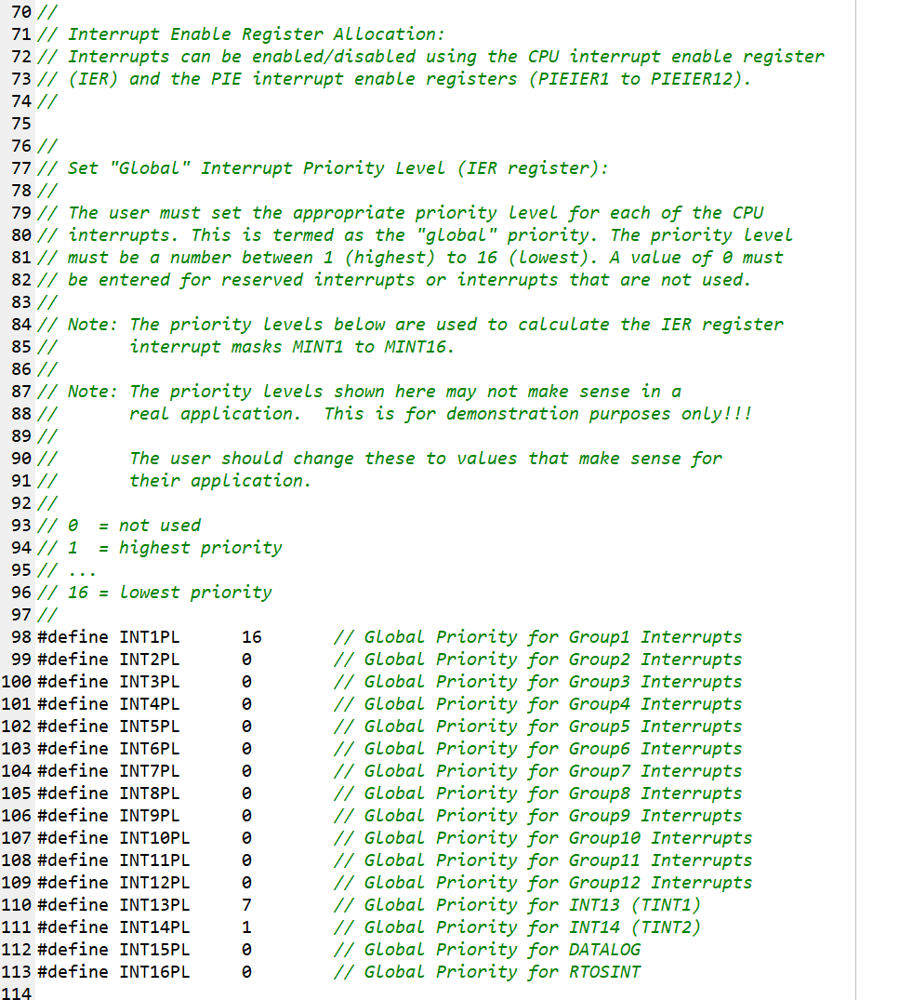 70 //
71 // Interrupt Enable Register Allocation:
72 // Interrupts can be enabled/disabled using the CPU interrupt enable register
73 // (IER) and the PIE interrupt enable registers (PIEIER1 to PIEIER12).
74 //
75
76 //
77 // Set "Global" Interrupt Priority Level (IER register):
78 //
79 // The user must set the appropriate priority level for each of the CPU
80 // interrupts. This is termed as the "global" priority. The priority level
81 // must be a number between 1 (highest) to 16 (lowest). A value of 0 must
82 // be entered for reserved interrupts or interrupts that are not used.
83 //
84 // Note: The priority levels below are used to calculate the IER register
85 //       interrupt masks MINT1 to MINT16.
86 //
87 // Note: The priority levels shown here may not make sense in a
88 //       real application.  This is for demonstration purposes only!!!
89 //
90 //       The user should change these to values that make sense for
91 //       their application.
92 //
93 // 0  = not used
94 // 1  = highest priority
95 // ...
96 // 16 = lowest priority
97 //
98 #define INT1PL      16       // Global Priority for Group1 Interrupts
99 #define INT2PL      0        // Global Priority for Group2 Interrupts
100 #define INT3PL      0        // Global Priority for Group3 Interrupts
101 #define INT4PL      0        // Global Priority for Group4 Interrupts
102 #define INT5PL      0        // Global Priority for Group5 Interrupts
103 #define INT6PL      0        // Global Priority for Group6 Interrupts
104 #define INT7PL      0        // Global Priority for Group7 Interrupts
105 #define INT8PL      0        // Global Priority for Group8 Interrupts
106 #define INT9PL      0        // Global Priority for Group9 Interrupts
107 #define INT10PL     0        // Global Priority for Group10 Interrupts
108 #define INT11PL     0        // Global Priority for Group11 Interrupts
109 #define INT12PL     0        // Global Priority for Group12 Interrupts
110 #define INT13PL     7        // Global Priority for INT13 (TINT1)
111 #define INT14PL     1        // Global Priority for INT14 (TINT2)
112 #define INT15PL     0        // Global Priority for DATALOG
113 #define INT16PL     0        // Global Priority for RTOSINT
114